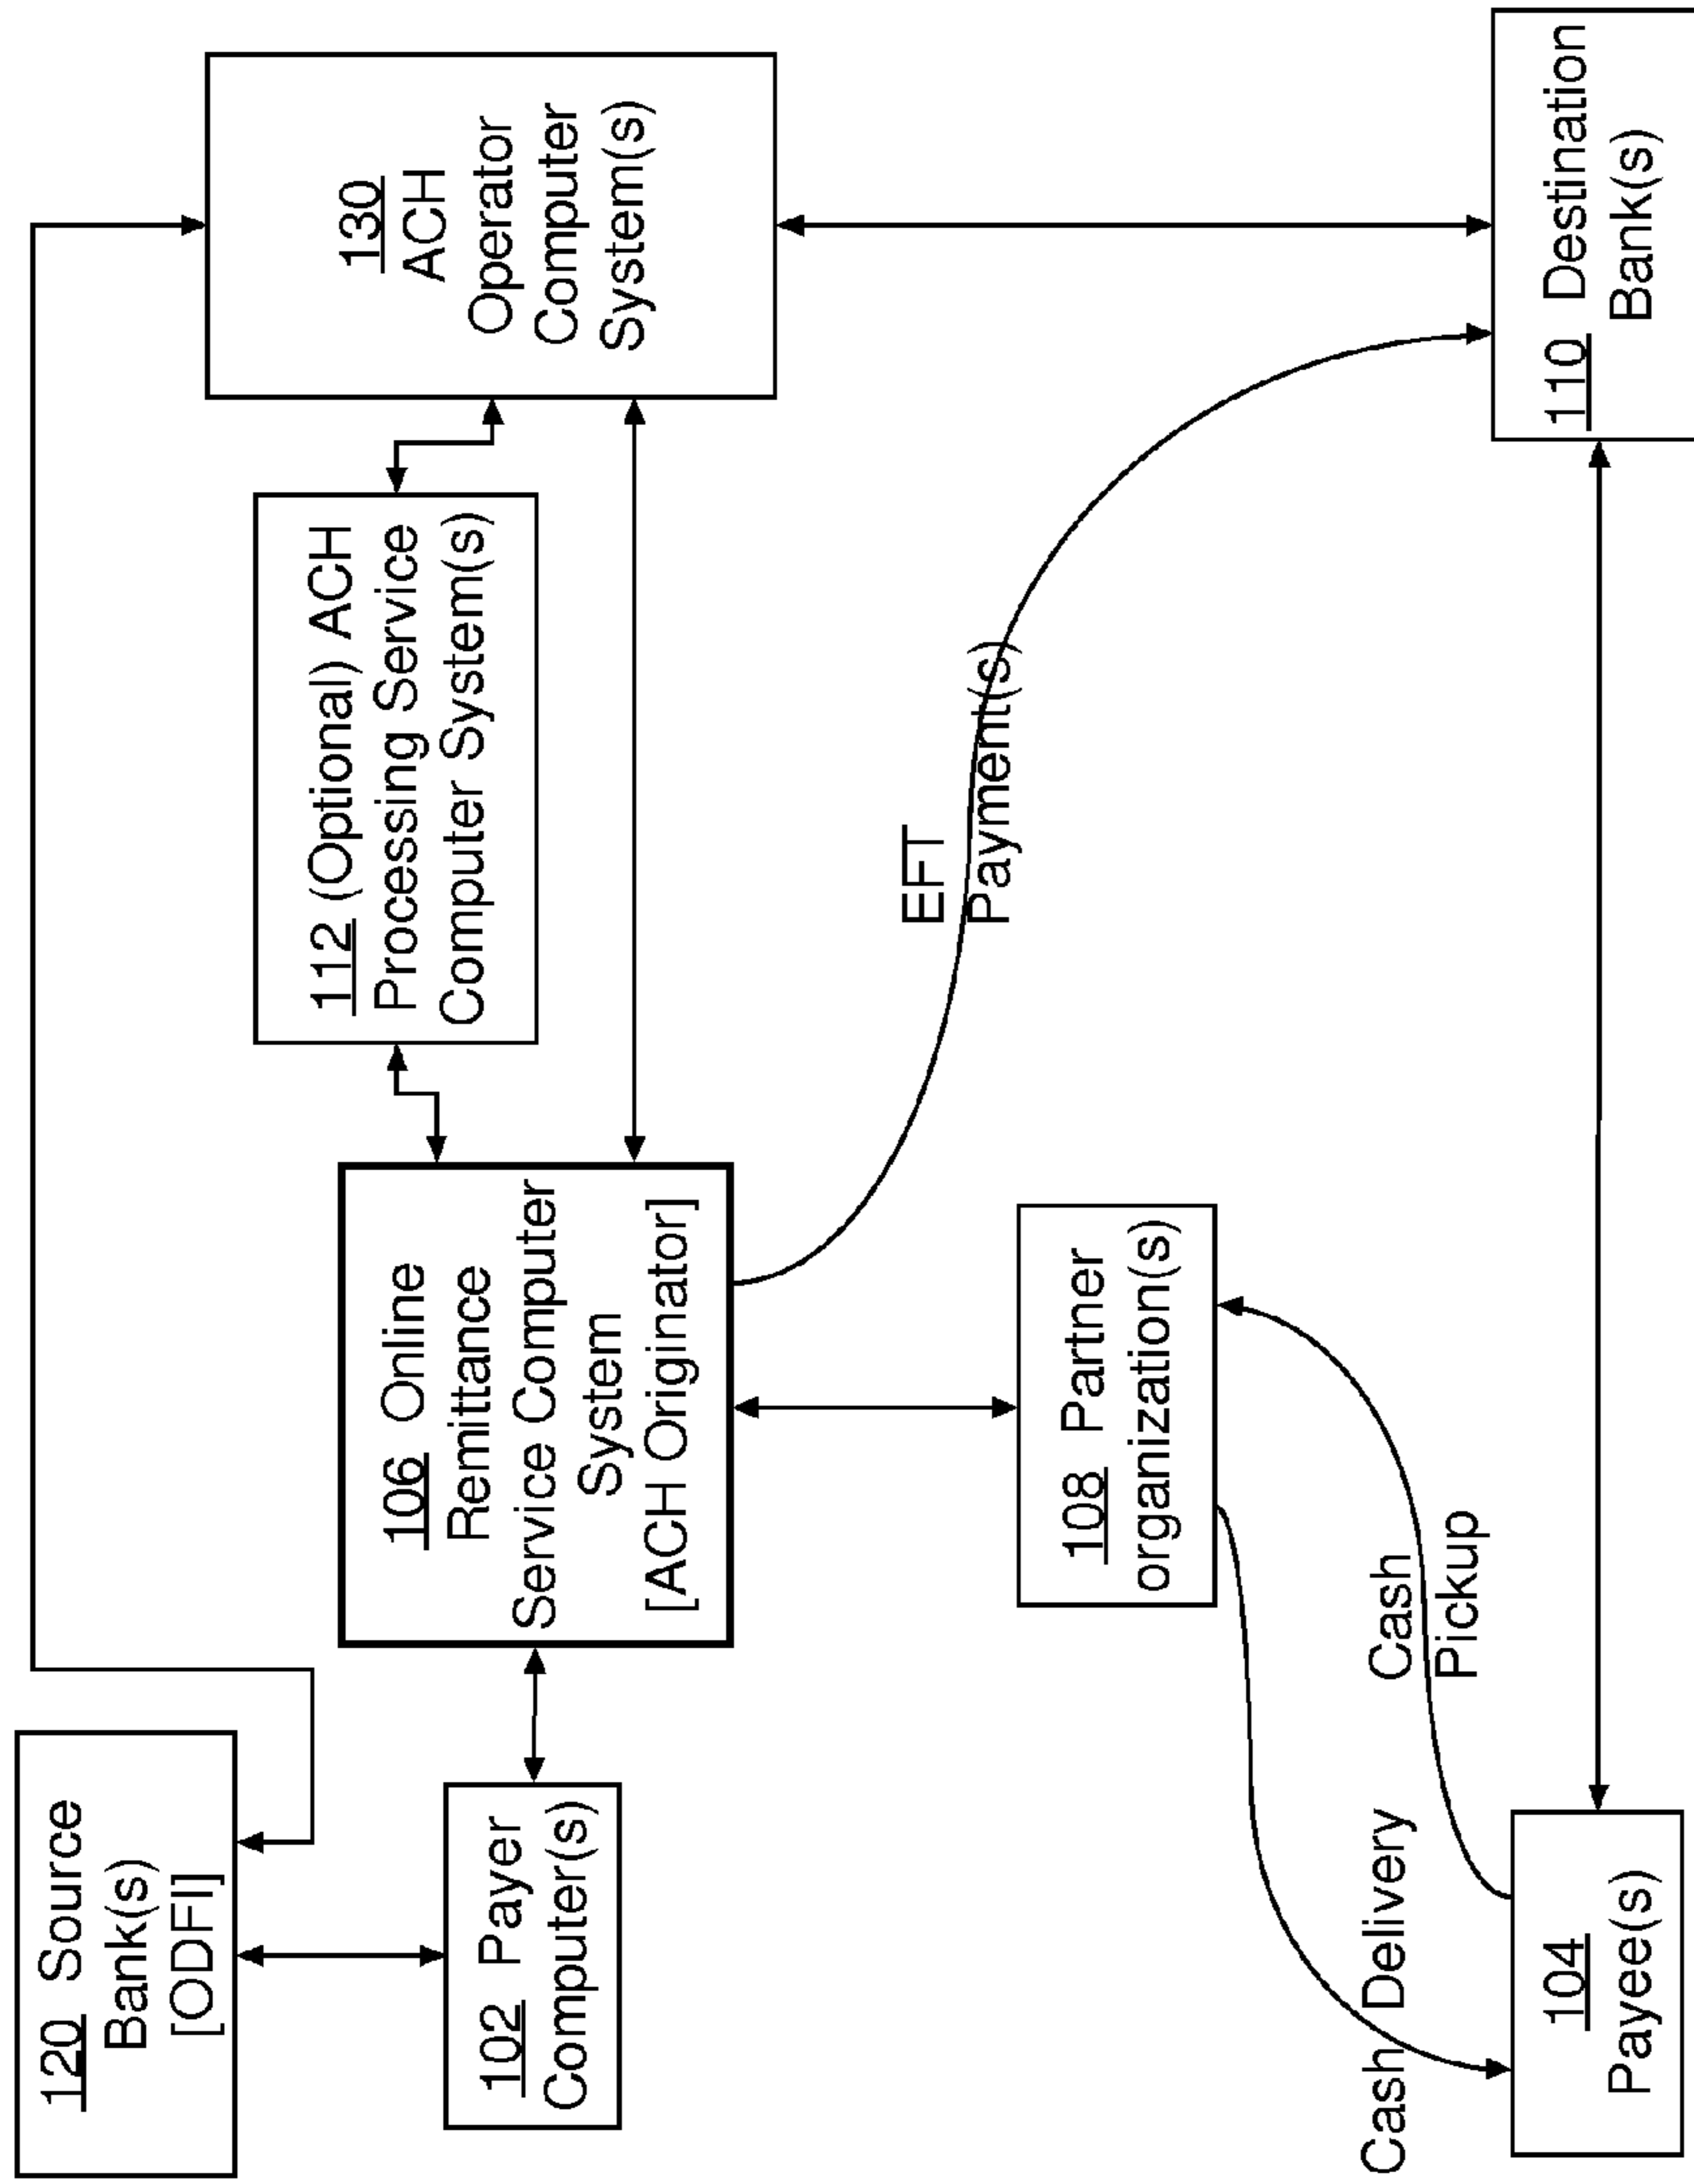 120 Source
Bank(s)
[ODFI]
102 Payer
Computer(s)
106 Online
Remittance
Service Computer
System
[ACH Originator]
112 (Optional) ACH
Processing Service
Computer System(s)
130
ACH
Operator
Computer
System(s)
EFT
Payment(s)
108 Partner
organization(s)
Cash
Pickup
Cash Delivery
104
Payee(s)
110 Destination
Bank(s)